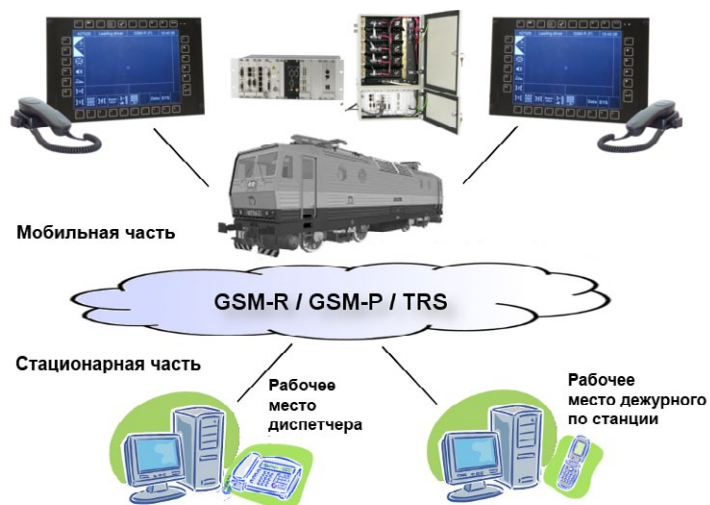 Мобильная часть
GSM-R / GSM-P / TRS
Стационарная часть
Рабочее
место
диспетчера
Рабочее
место дежурного
по станции